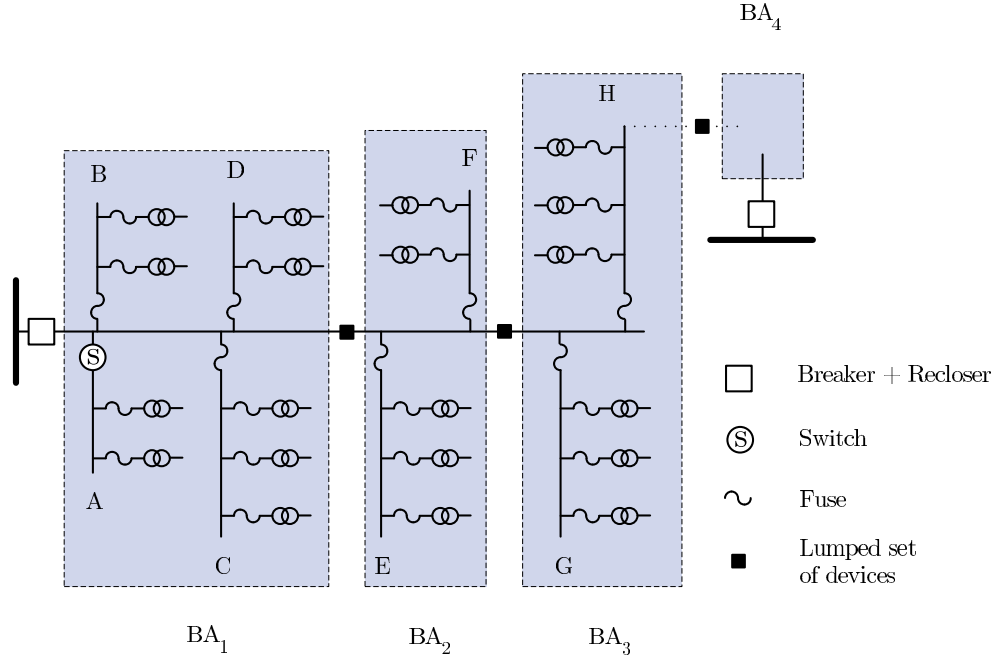 BA4
H
B
D
F
S
A
C
E
G
Breaker + Recloser
S
Switch
Fuse
Lumped set
of devices
BA1
BA2
BA3